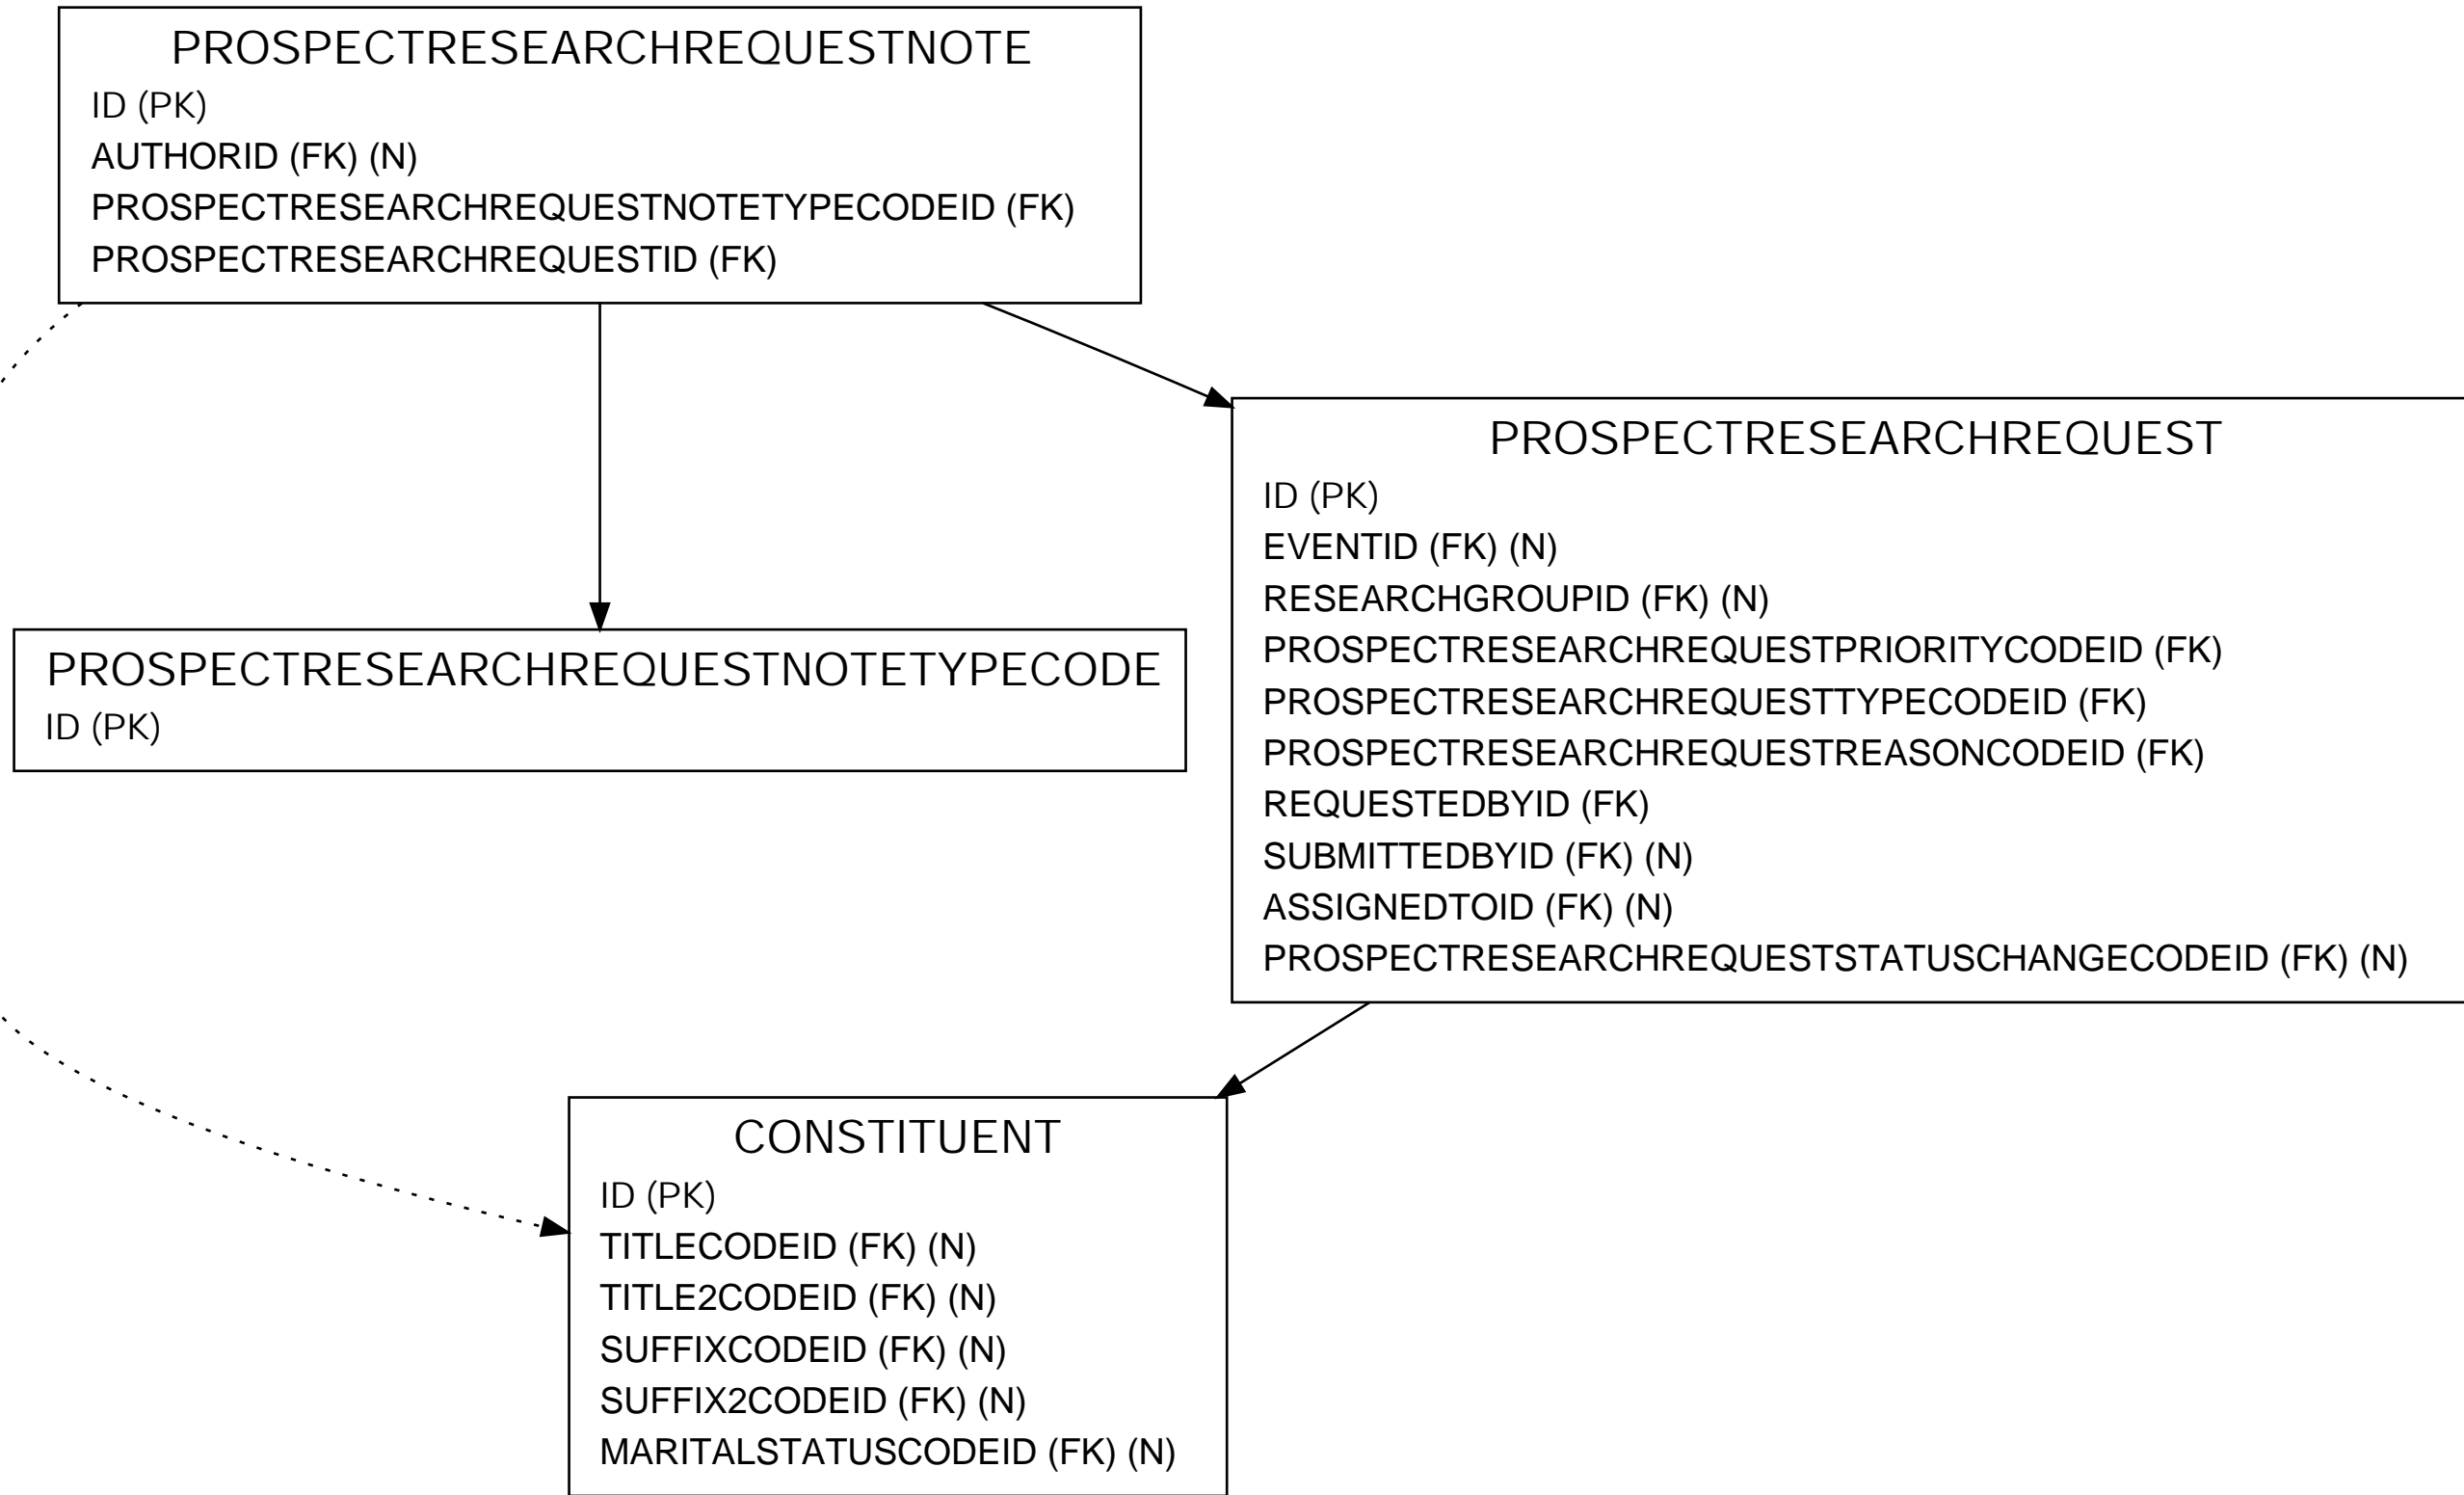 PROSPECTRESEARCHREQUESTNOTE
ID (PK)
AUTHORID (FK) (N)
PROSPECTRESEARCHREQUESTNOTETYPECODEID (FK)
PROSPECTRESEARCHREQUESTID (FK)
PROSPECTRESEARCHREQUEST
ID (PK)
EVENTID (FK) (N)
RESEARCHGROUPID (FK) (N)
PROSPECTRESEARCHREQUESTPRIORITYCODEID (FK)
PROSPECTRESEARCHREQUESTTYPECODEID (FK)
PROSPECTRESEARCHREQUESTREASONCODEID (FK)
REQUESTEDBYID (FK)
SUBMITTEDBYID (FK) (N)
ASSIGNEDTOID (FK) (N)
PROSPECTRESEARCHREQUESTSTATUSCHANGECODEID (FK) (N)
PROSPECTRESEARCHREQUESTNOTETYPECODE
ID (PK)
CONSTITUENT
ID (PK)
TITLECODEID (FK) (N)
TITLE2CODEID (FK) (N)
SUFFIXCODEID (FK) (N)
SUFFIX2CODEID (FK) (N)
MARITALSTATUSCODEID (FK) (N)